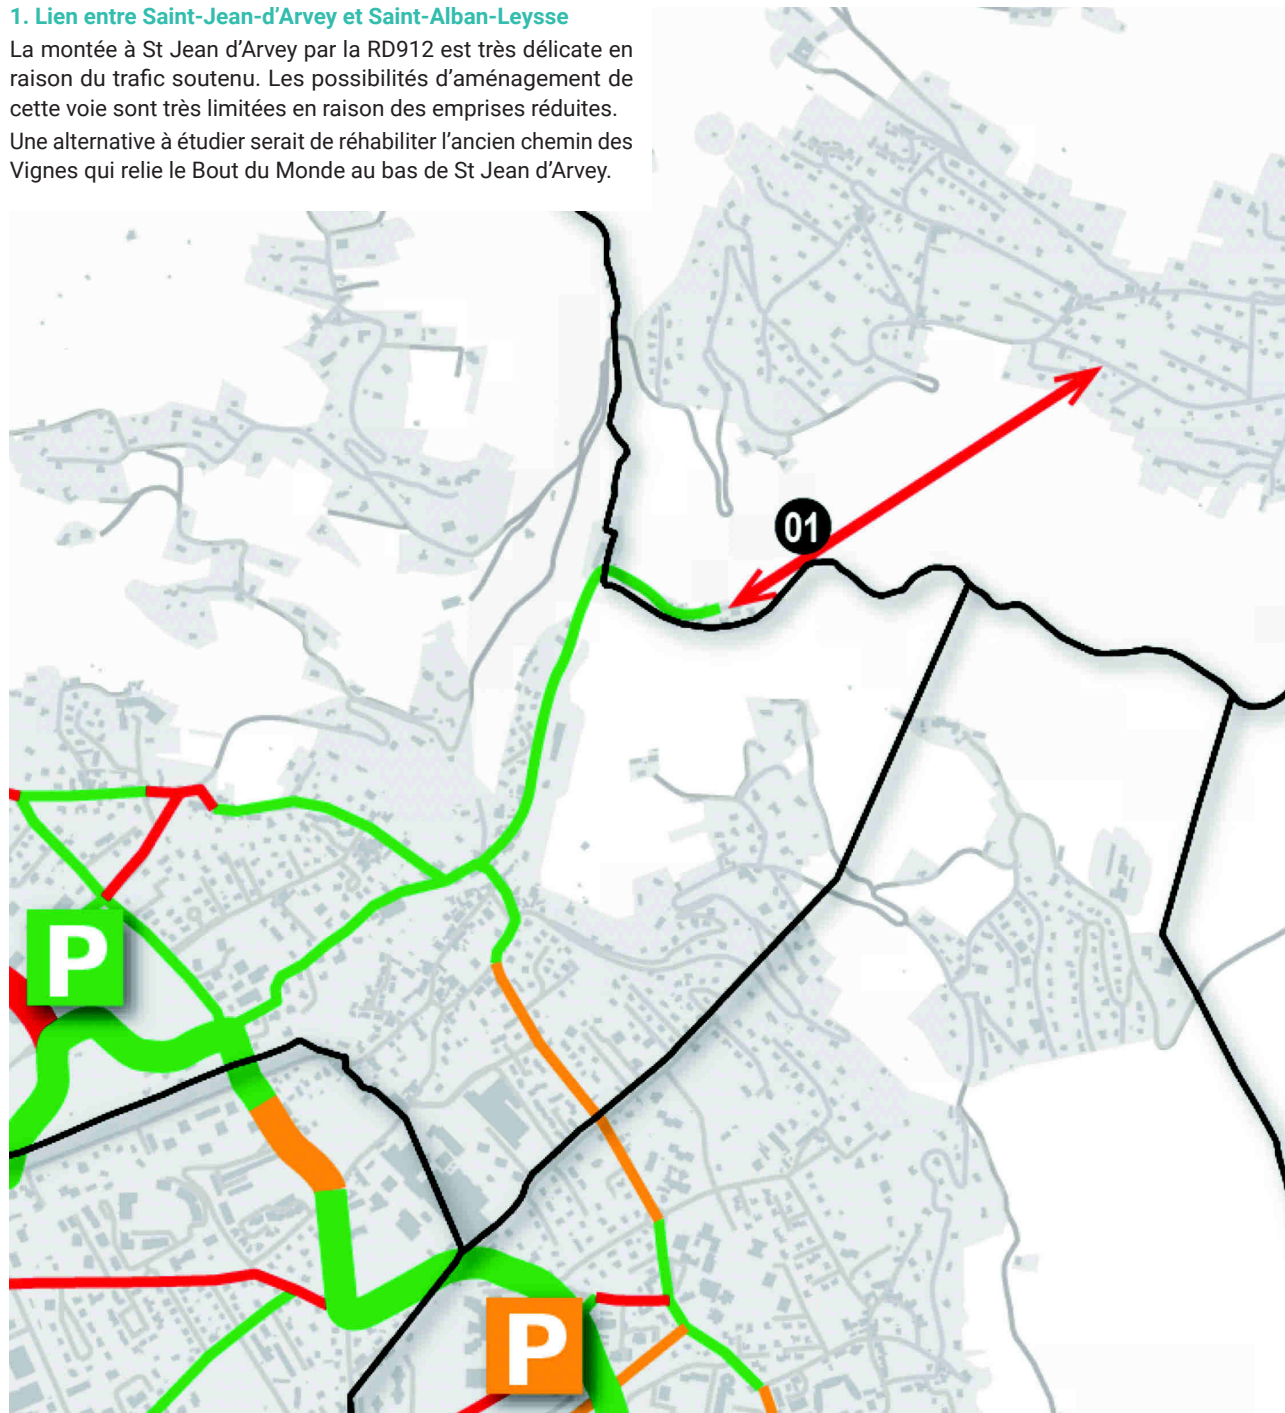 1. Lien entre Saint-Jean-d’Arvey et Saint-Alban-Leysse
La montée à St Jean d’Arvey par la RD912 est très délicate en
raison du trafic soutenu. Les possibilités d’aménagement de
cette voie sont très limitées en raison des emprises réduites.
Une alternative à étudier serait de réhabiliter l’ancien chemin des
Vignes qui relie le Bout du Monde au bas de St Jean d’Arvey.
01
P
P